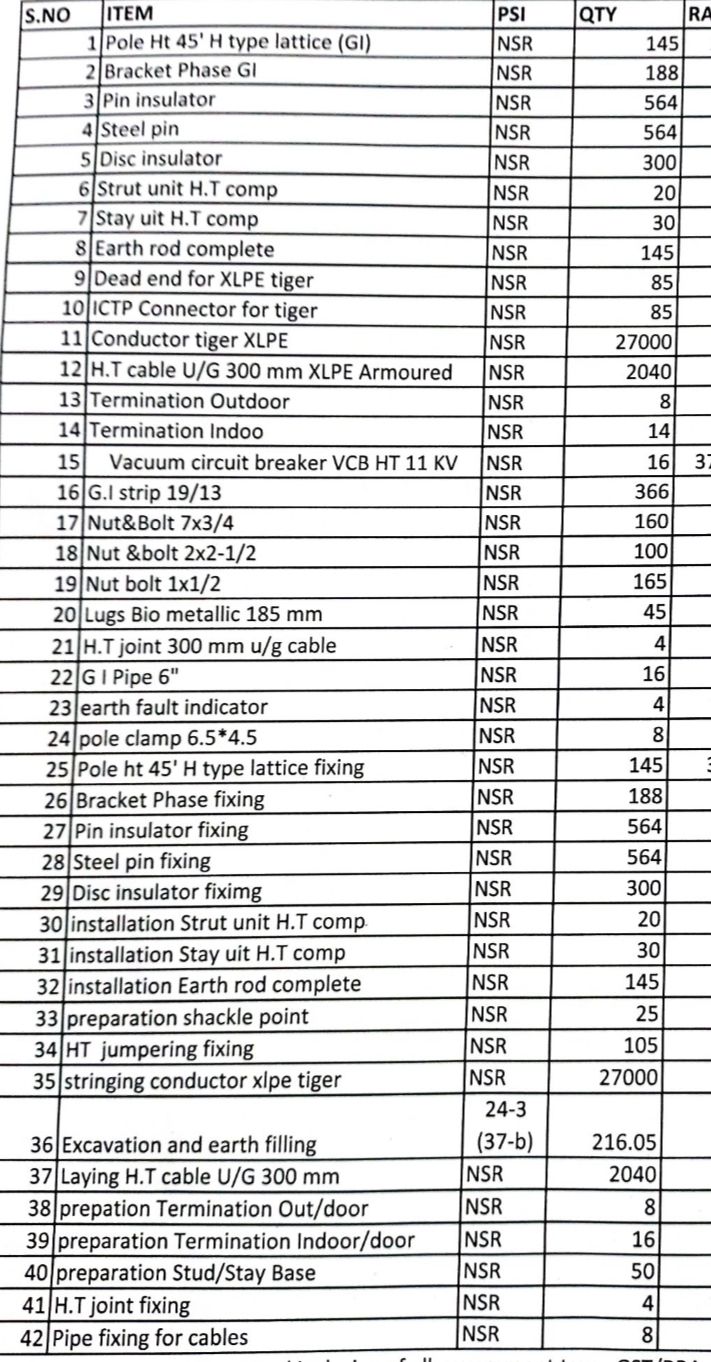 S.NO ITEM PSI QTY RA
1 Pole Ht 45' H type lattice (GI) NSR 145
2 Bracket Phase GI NSR 188
3 Pin insulator NSR 564
4 Steel pin NSR 564
5 Disc insulator NSR 300
6 Strut unit H.T comp NSR 20
7 Stay uit H.T comp NSR 30
8 Earth rod complete NSR 145
9 Dead end for XLPE tiger NSR 85
10 ICTP Connector for tiger NSR 85
11 Conductor tiger XLPE NSR 27000
12 H.T cable U/G 300 mm XLPE Armoured NSR 2040
13 Termination Outdoor NSR 8
14 Termination Indoo NSR 14
15 Vacuum circuit breaker VCB HT 11 KV NSR 16 37
16 G.I strip 19/13 NSR 366
17 Nut&Bolt 7x3/4 NSR 160
18 Nut &bolt 2x2-1/2 NSR 100
19 Nut bolt 1x1/2 NSR 165
20 Lugs Bio metallic 185 mm NSR 45
21 H.T joint 300 mm u/g cable NSR 4
22 G I Pipe 6" NSR 16
23 earth fault indicator NSR 4
24 pole clamp 6.5*4.5 NSR 8
25 Pole ht 45' H type lattice fixing NSR 145 3
26 Bracket Phase fixing NSR 188
27 Pin insulator fixing NSR 564
28 Steel pin fixing NSR 564
29 Disc insulator fiximg NSR 300
30 installation Strut unit H.T comp NSR 20
31 installation Stay uit H.T comp NSR 30
32 installation Earth rod complete NSR 145
33 preparation shackle point NSR 25
34 HT jumpering fixing NSR 105
35 stringing conductor xlpe tiger NSR 27000
24-3
36 Excavation and earth filling (37-b) 216.05
37 Laying H.T cable U/G 300 mm NSR 2040
38 prepation Termination Out/door NSR 8
39 preparation Termination Indoor/door NSR 16
40 preparation Stud/Stay Base NSR 50
41 H.T joint fixing NSR 4
42 Pipe fixing for cables NSR 8